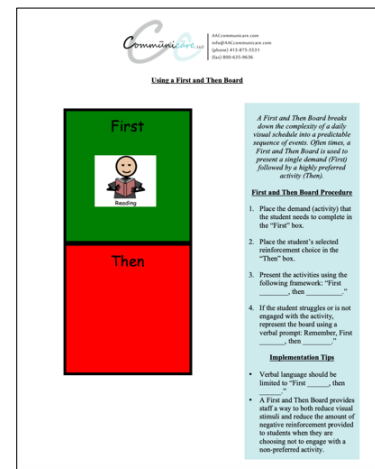 Communicare, LLC
AACcommunicare.com
info@AACcommunicare.com
(phone) 413-875-5531
(fax) 800-635-9636
Using a First and Then Board
First
Reading
Then
A First and Then Board breaks
down the complexity of a daily
visual schedule into a predictable
sequence of events. Often times, a
First and Then Board is used to
present a single demand (First)
followed by a highly preferred
activity (Then).
First and Then Board Procedure
1. Place the demand (activity) that
the student needs to complete in
the “First” box.
2. Place the student’s selected
reinforcement choice in the
“Then” box.
3. Present the activities using the
following framework: “First
_______, then _________.”
4. If the student struggles or is not
engaged with the activity,
represent the board using a
verbal prompt: Remember, First
_______, then ________.”
Implementation Tips
• Verbal language should be
limited to “First _____, then
_____.”
• A First and Then Board provides
staff a way to both reduce visual
stimuli and reduce the amount of
negative reinforcement provided
to students when they are
choosing not to engage with a
non-preferred activity.